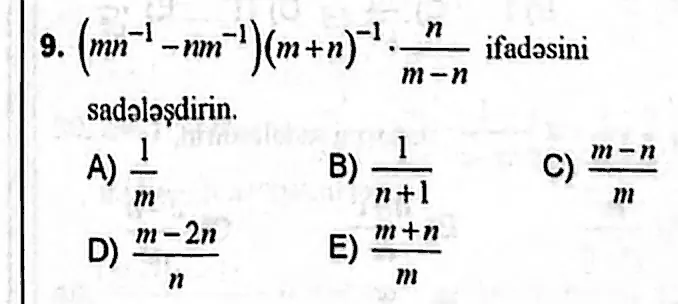 9. (mn⁻¹ − nm⁻¹)(m + n)⁻¹ · n/(m − n) ifadəsini
sadələşdirin.
A) 1/m B) 1/(n+1) C) (m − n)/m
D) (m − 2n)/n E) (m + n)/m